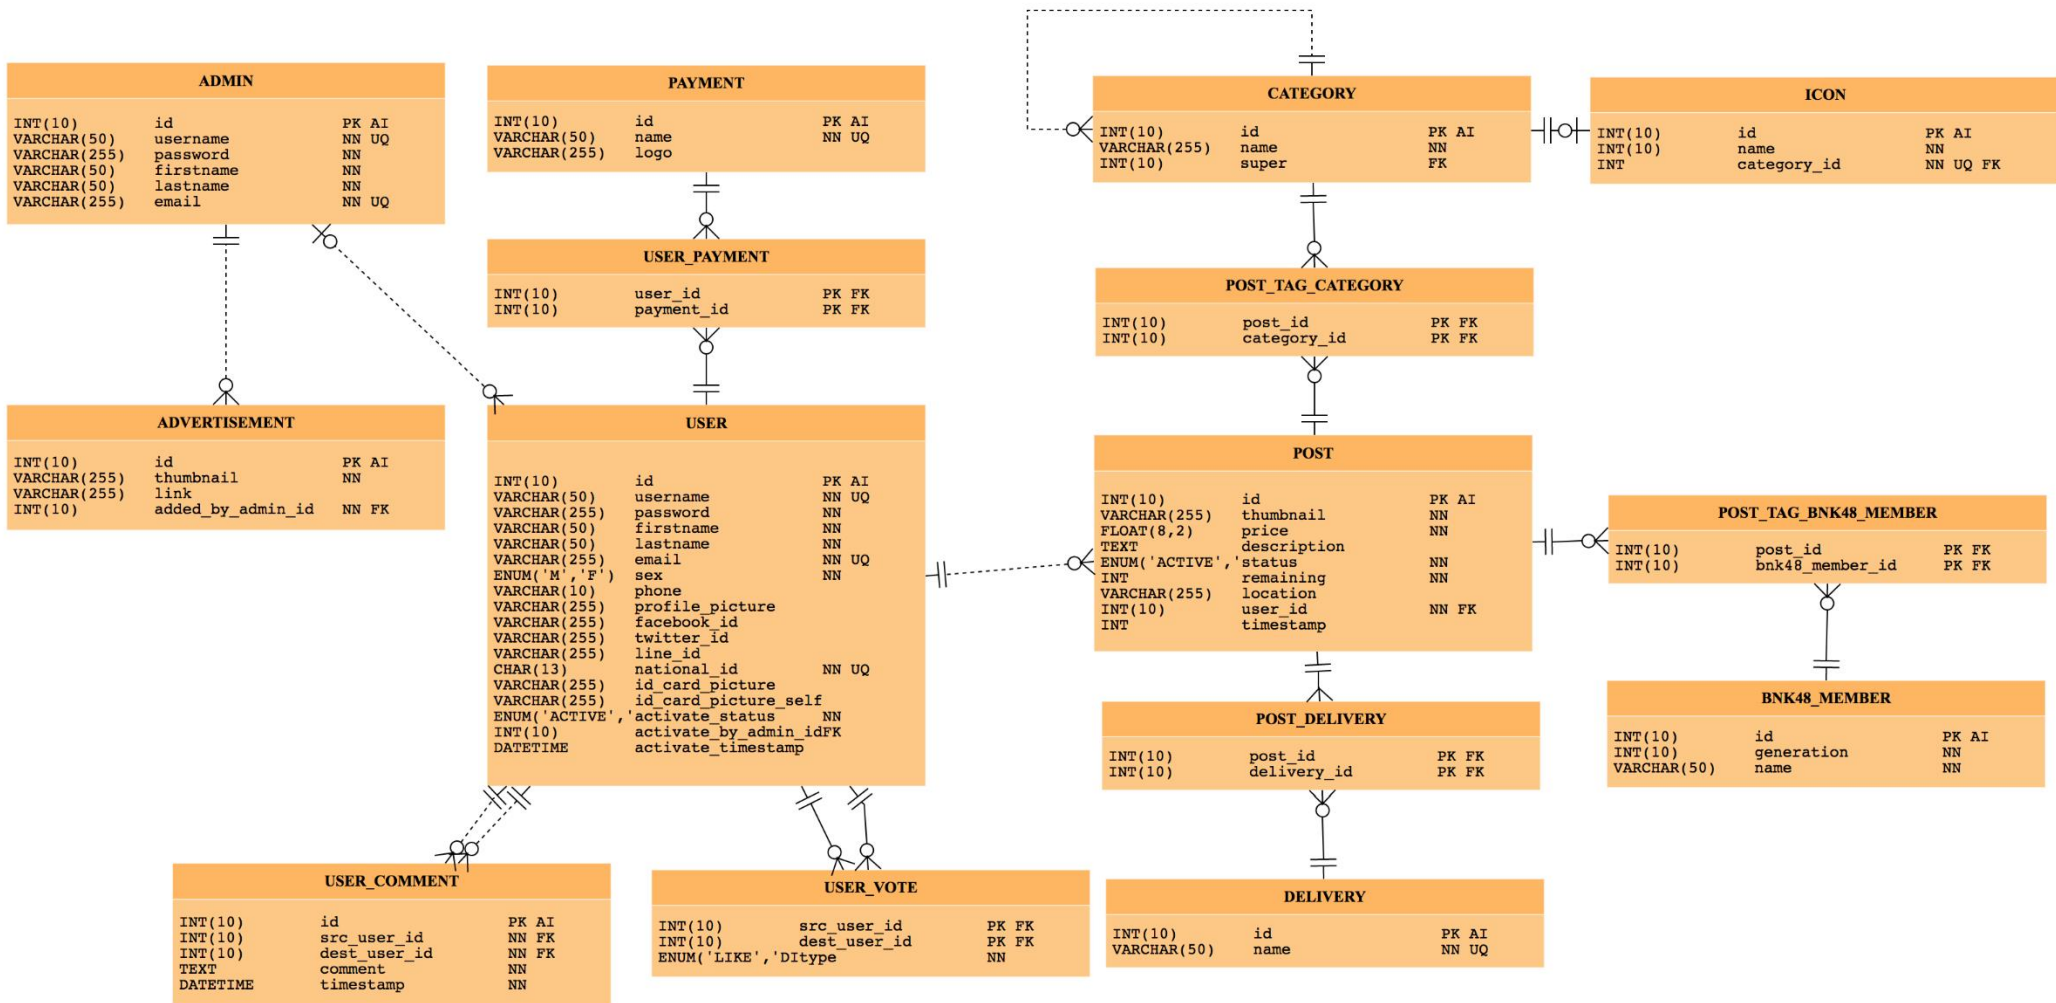 ADMIN
INT(10) id PK AI
VARCHAR(50) username NN UQ
VARCHAR(255) password NN
VARCHAR(50) firstname NN
VARCHAR(50) lastname NN
VARCHAR(255) email NN UQ
PAYMENT
INT(10) id PK AI
VARCHAR(50) name NN UQ
VARCHAR(255) logo
CATEGORY
INT(10) id PK AI
VARCHAR(255) name NN
INT(10) super FK
ICON
INT(10) id PK AI
INT(10) name NN
INT category_id NN UQ FK
USER_PAYMENT
INT(10) user_id PK FK
INT(10) payment_id PK FK
POST_TAG_CATEGORY
INT(10) post_id PK FK
INT(10) category_id PK FK
ADVERTISEMENT
INT(10) id PK AI
VARCHAR(255) thumbnail NN
VARCHAR(255) link
INT(10) added_by_admin_id NN FK
USER
INT(10) id PK AI
VARCHAR(50) username NN UQ
VARCHAR(255) password NN
VARCHAR(50) firstname NN
VARCHAR(50) lastname NN
VARCHAR(255) email NN UQ
ENUM('M','F') sex NN
VARCHAR(10) phone
VARCHAR(255) profile_picture
VARCHAR(255) facebook_id
VARCHAR(255) twitter_id
VARCHAR(255) line_id
CHAR(13) national_id NN UQ
VARCHAR(255) id_card_picture
VARCHAR(255) id_card_picture_self
ENUM('ACTIVE','activate_status NN
INT(10) activate_by_admin_idFK
DATETIME activate_timestamp
POST
INT(10) id PK AI
VARCHAR(255) thumbnail NN
FLOAT(8,2) price NN
TEXT description
ENUM('ACTIVE','status NN
INT remaining NN
VARCHAR(255) location
INT(10) user_id NN FK
INT timestamp
POST_TAG_BNK48_MEMBER
INT(10) post_id PK FK
INT(10) bnk48_member_id PK FK
BNK48_MEMBER
INT(10) id PK AI
INT(10) generation NN
VARCHAR(50) name NN
POST_DELIVERY
INT(10) post_id PK FK
INT(10) delivery_id PK FK
USER_COMMENT
INT(10) id PK AI
INT(10) src_user_id NN FK
INT(10) dest_user_id NN FK
TEXT comment NN
DATETIME timestamp NN
USER_VOTE
INT(10) src_user_id PK FK
INT(10) dest_user_id PK FK
ENUM('LIKE','DItype NN
DELIVERY
INT(10) id PK AI
VARCHAR(50) name NN UQ